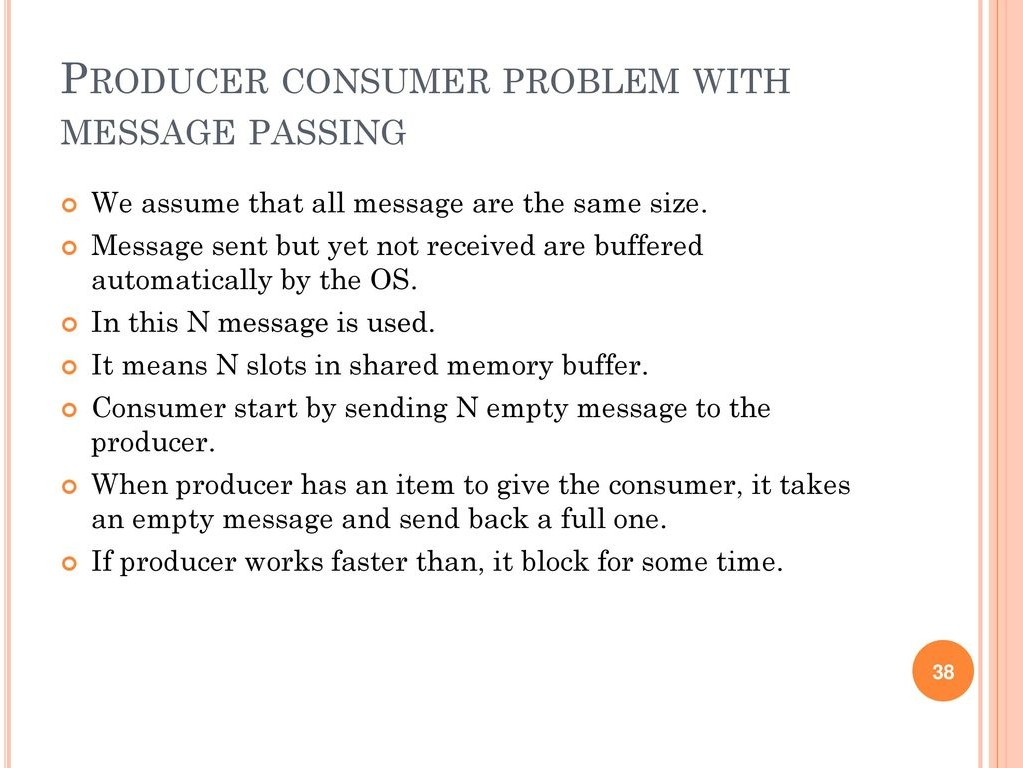 PRODUCER CONSUMER PROBLEM WITH
MESSAGE PASSING
We assume that all message are the same size.
Message sent but yet not received are buffered
automatically by the OS.
In this N message is used.
It means N slots in shared memory buffer.
Consumer start by sending N empty message to the
producer.
When producer has an item to give the consumer, it takes
an empty message and send back a full one.
If producer works faster than, it block for some time.
38